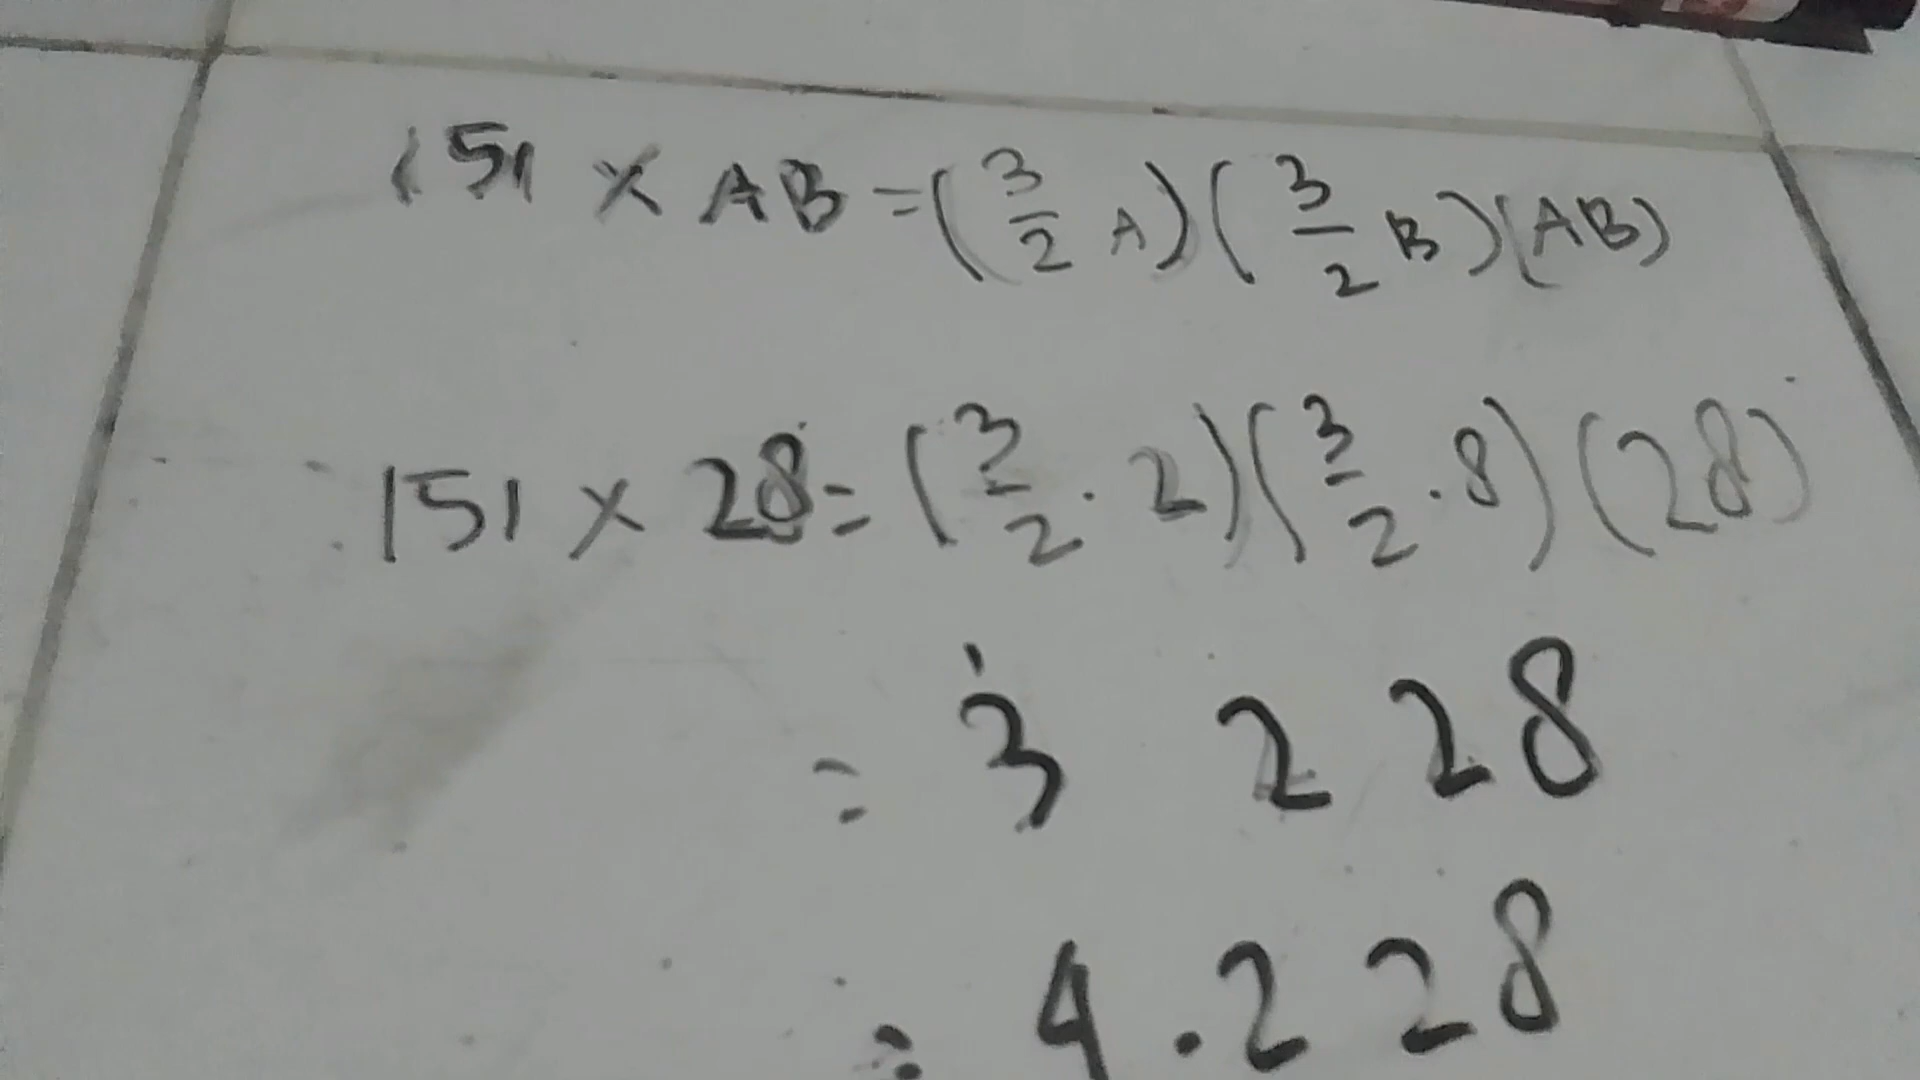 151 × AB = (3/2 A)(3/2 B)(AB)
151 × 28 = (3/2 . 2)(3/2 . 8)(28)
= 3 1 2 28
= 4.228